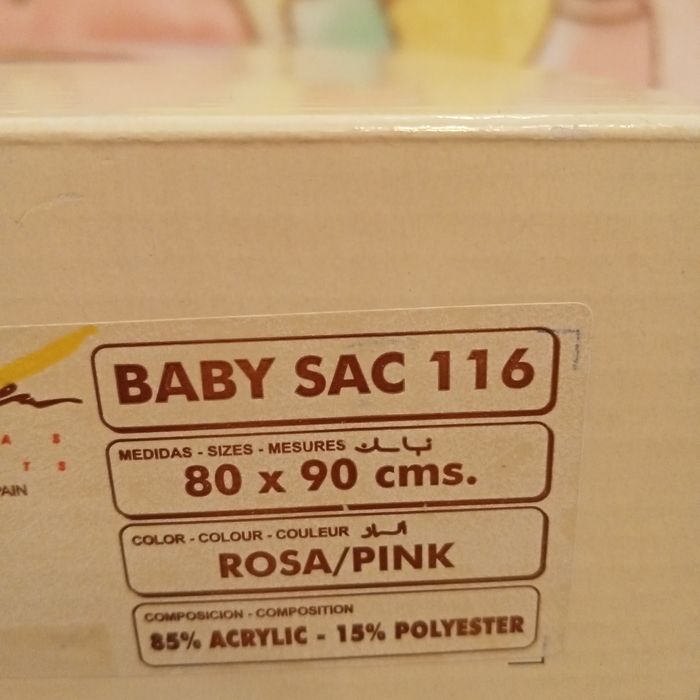 BABY SAC 116
MEDIDAS - SIZES - MESURES
80 x 90 cms.
COLOR - COLOUR - COULEUR
ROSA/PINK
COMPOSICION - COMPOSITION
85% ACRYLIC - 15% POLYESTER